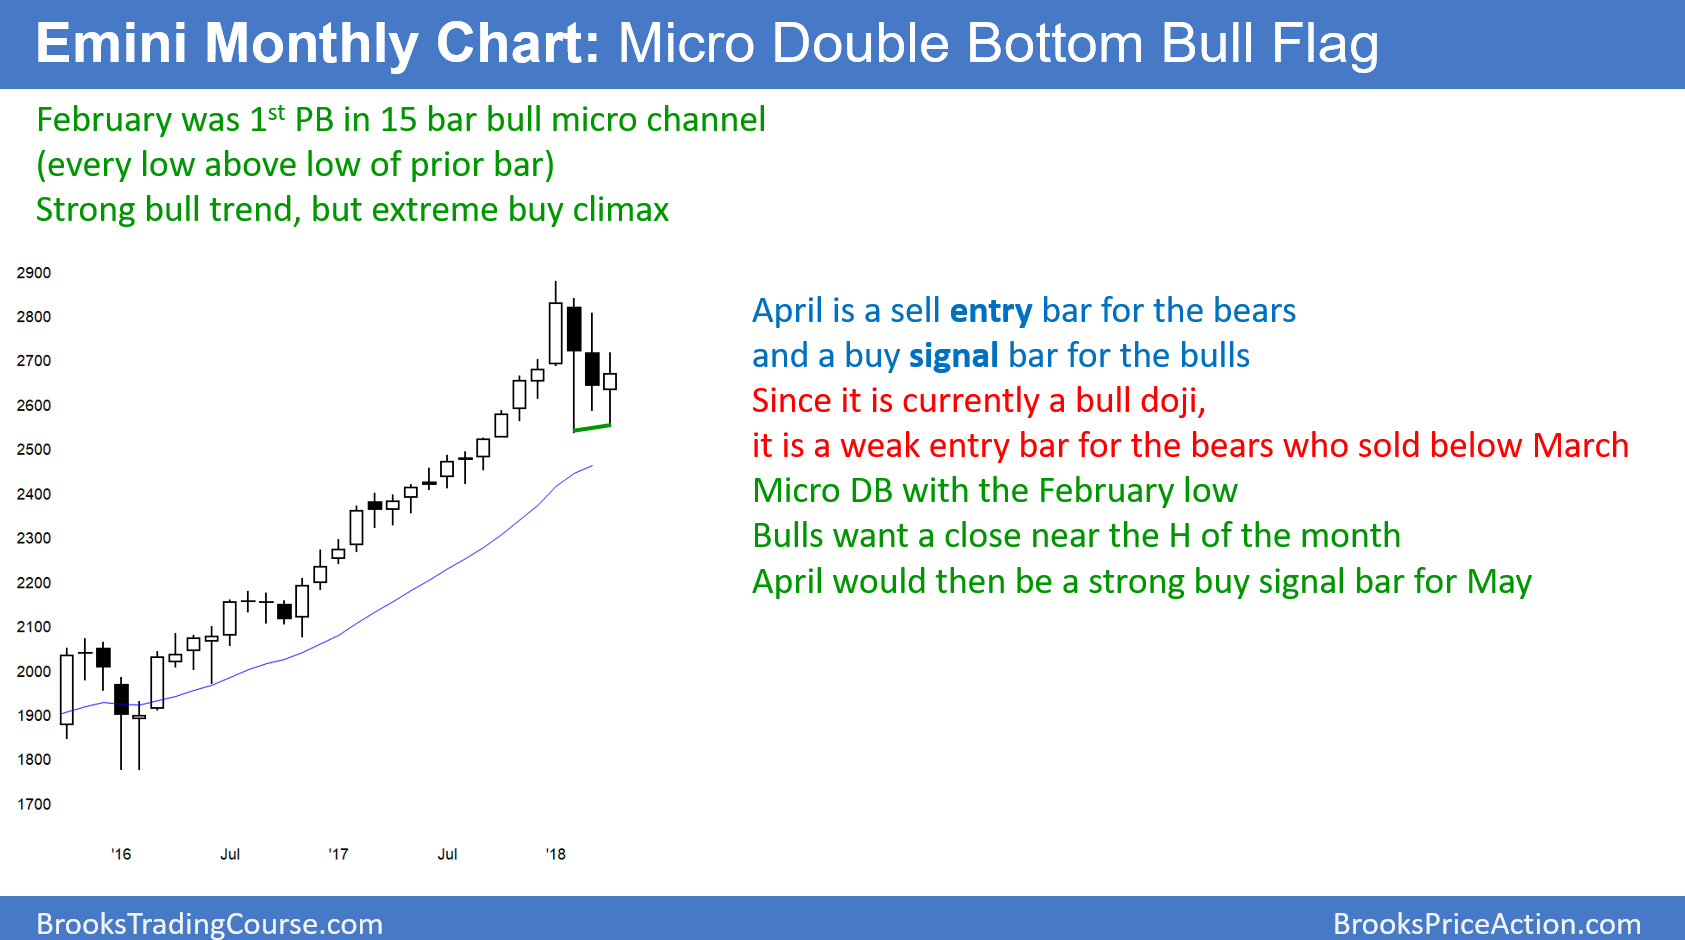 Emini Monthly Chart: Micro Double Bottom Bull Flag
February was 1st PB in 15 bar bull micro channel
(every low above low of prior bar)
Strong bull trend, but extreme buy climax
2900
2800
2700
2600
2500
2400
2300
2200
2100
2000
1900
1800
1700
'16 Jul '17 Jul '18
April is a sell entry bar for the bears
and a buy signal bar for the bulls
Since it is currently a bull doji,
it is a weak entry bar for the bears who sold below March
Micro DB with the February low
Bulls want a close near the H of the month
April would then be a strong buy signal bar for May
BrooksTradingCourse.com
BrooksPriceAction.com